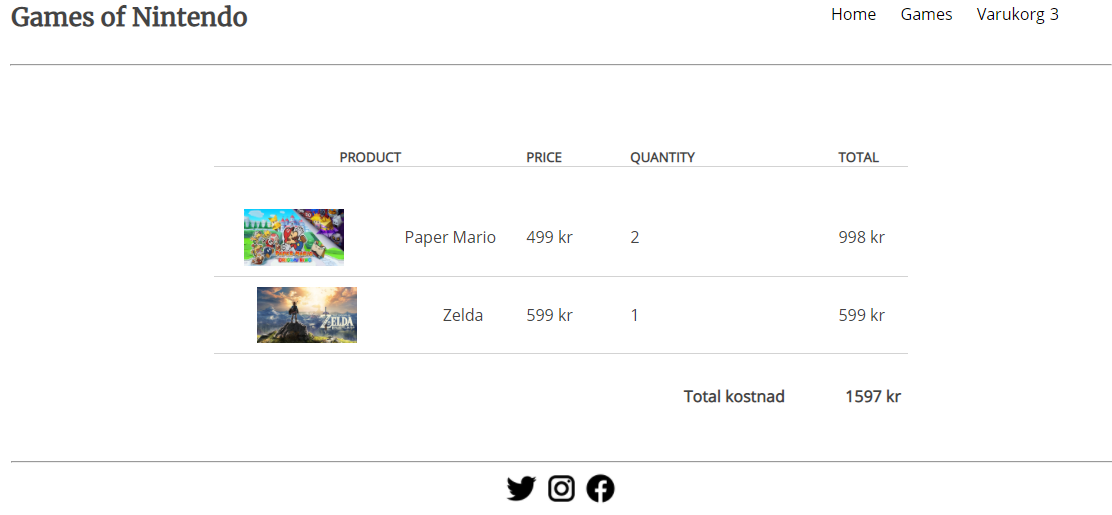 Games of Nintendo
Home Games Varukorg 3
PRODUCT PRICE QUANTITY TOTAL
Paper Mario 499 kr 2 998 kr
ZELDA
Zelda 599 kr 1 599 kr
Total kostnad 1597 kr